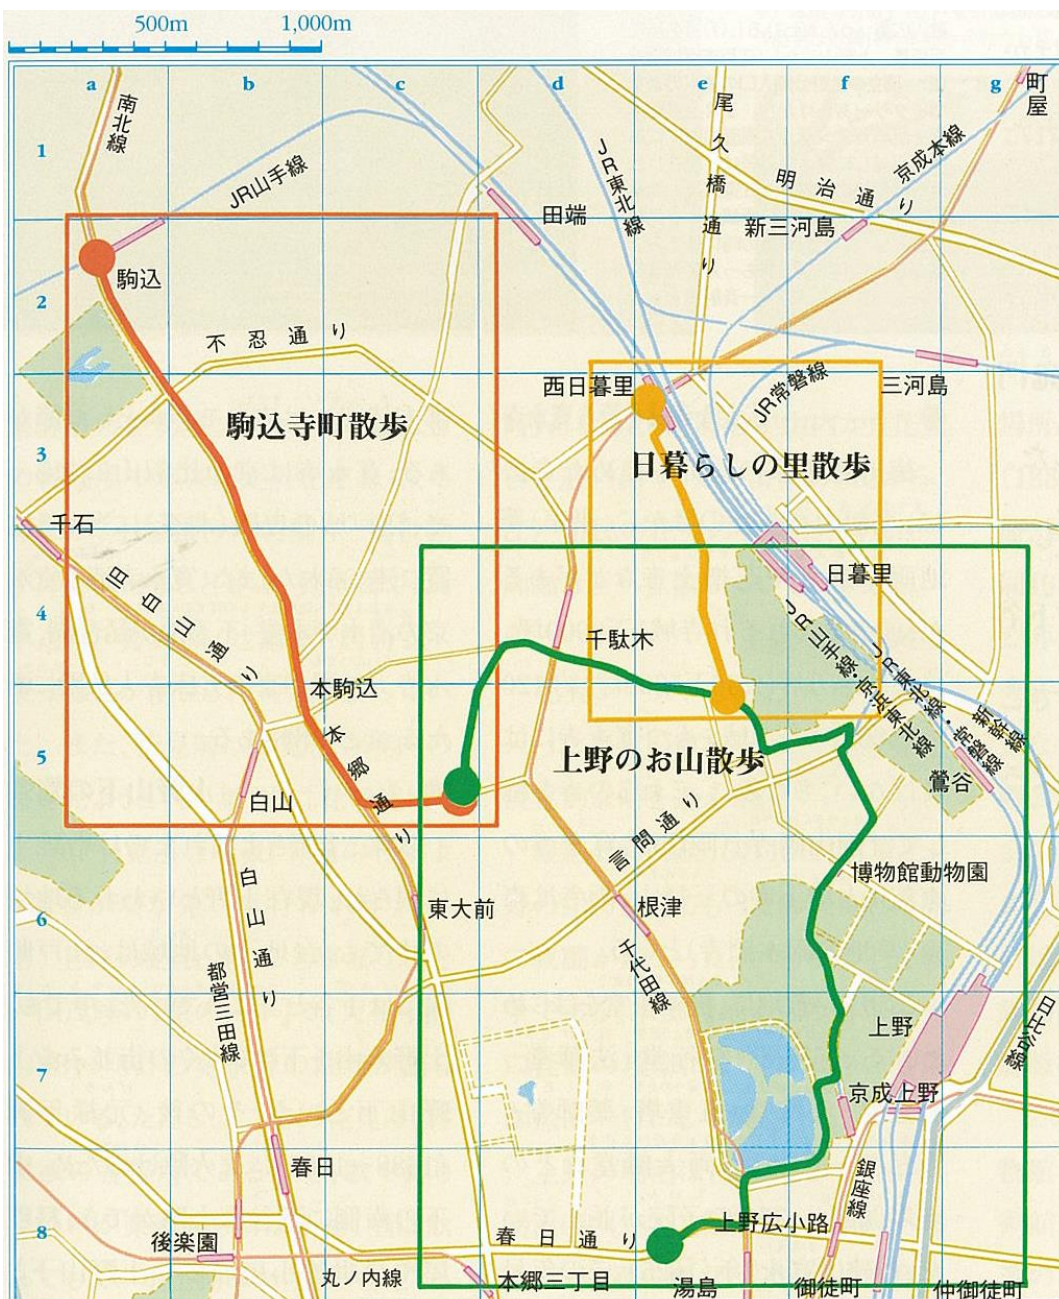 500m
1,000m
a
b
c
d
e
f
g
1
2
3
4
5
6
7
8
南北線
JR山手線
田端
JR東北線
尾久橋通り
明治通り
京成本線
町屋
新三河島
駒込
不忍通り
駒込寺町散歩
西日暮里
JR常磐線
三河島
日暮らしの里散歩
千石
旧白山通り
日暮里
千駄木
JR山手線・京浜東北線
JR東北線・常磐線
新幹線
本駒込
本郷通り
上野のお山散歩
鶯谷
白山
言問通り
博物館動物園
白山通り
東大前
根津
千代田線
都営三田線
上野
日比谷線
京成上野
春日
銀座線
上野広小路
後楽園
春日通り
丸ノ内線
本郷三丁目
湯島
御徒町
仲御徒町